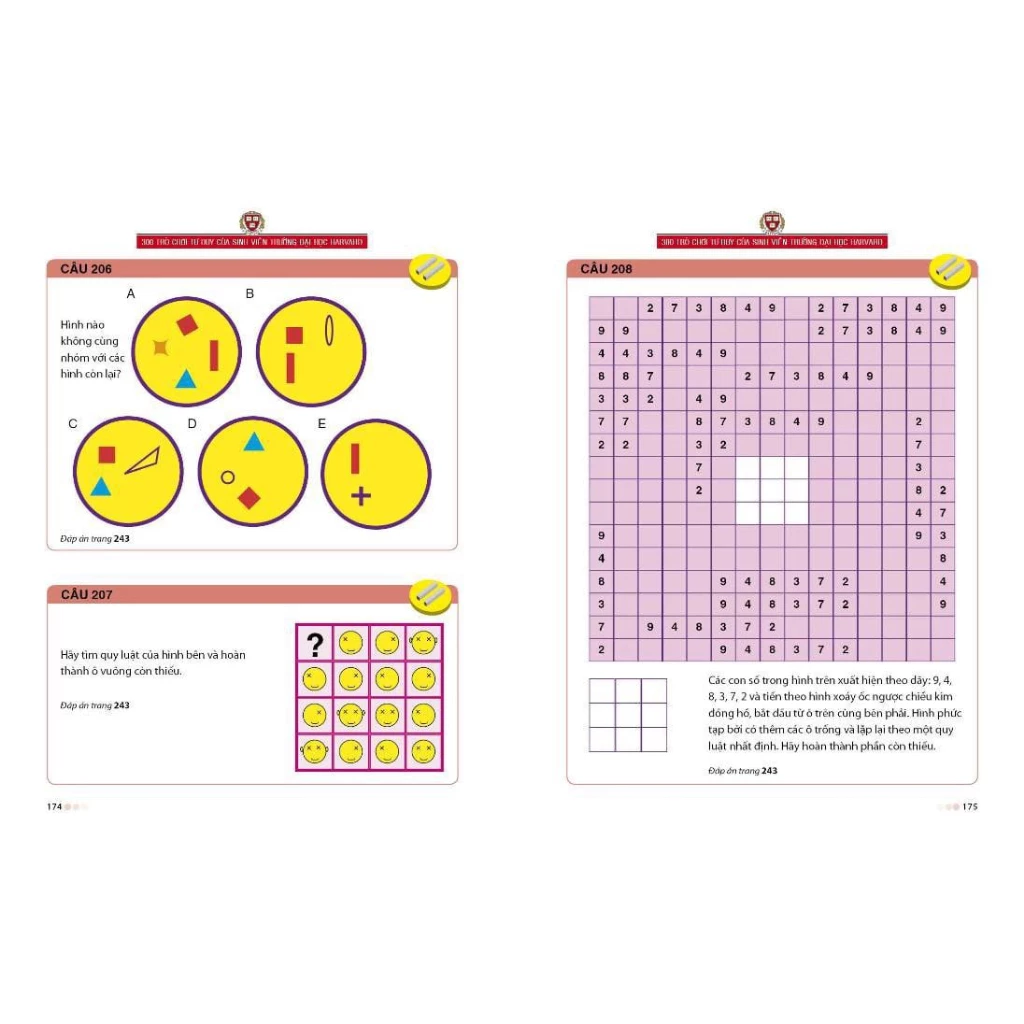 300 TRÒ CHƠI TƯ DUY CỦA SINH VIÊN TRƯỜNG ĐẠI HỌC HARVARD
CÂU 206
A
B
Hình nào
không cùng
nhóm với các
hình còn lại?
C
D
E
Đáp án trang 243
CÂU 207
Hãy tìm quy luật của hình bên và hoàn
thành ô vuông còn thiếu.
?
Đáp án trang 243
174
300 TRÒ CHƠI TƯ DUY CỦA SINH VIÊN TRƯỜNG ĐẠI HỌC HARVARD
CÂU 208
2 7 3 8 4 9 2 7 3 8 4 9
9 9 2 7 3 8 4 9
4 4 3 8 4 9
8 8 7 2 7 3 8 4 9
3 3 2 4 9
7 7 8 7 3 8 4 9 2
2 2 3 2 7
7 3
2 8 2
4 7
9 9 3
4 8
8 9 4 8 3 7 2 4
3 9 4 8 3 7 2 9
7 9 4 8 3 7 2
2 9 4 8 3 7 2
Các con số trong hình trên xuất hiện theo dãy: 9, 4,
8, 3, 7, 2 và tiến theo hình xoáy ốc ngược chiều kim
đồng hồ, bắt đầu từ ô trên cùng bên phải. Hình phức
tạp bởi có thêm các ô trống và lặp lại theo một quy
luật nhất định. Hãy hoàn thành phần còn thiếu.
Đáp án trang 243
175